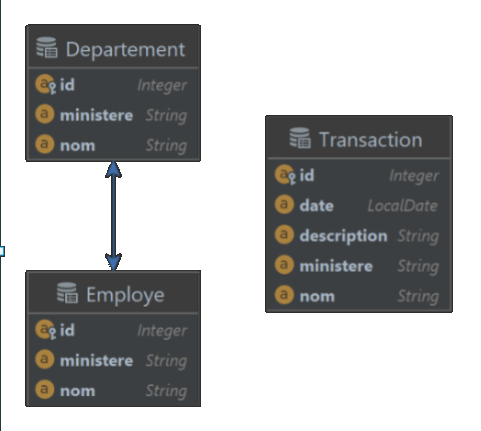 Departement
id Integer
ministere String
nom String
Transaction
id Integer
date LocalDate
description String
ministere String
nom String
Employe
id Integer
ministere String
nom String